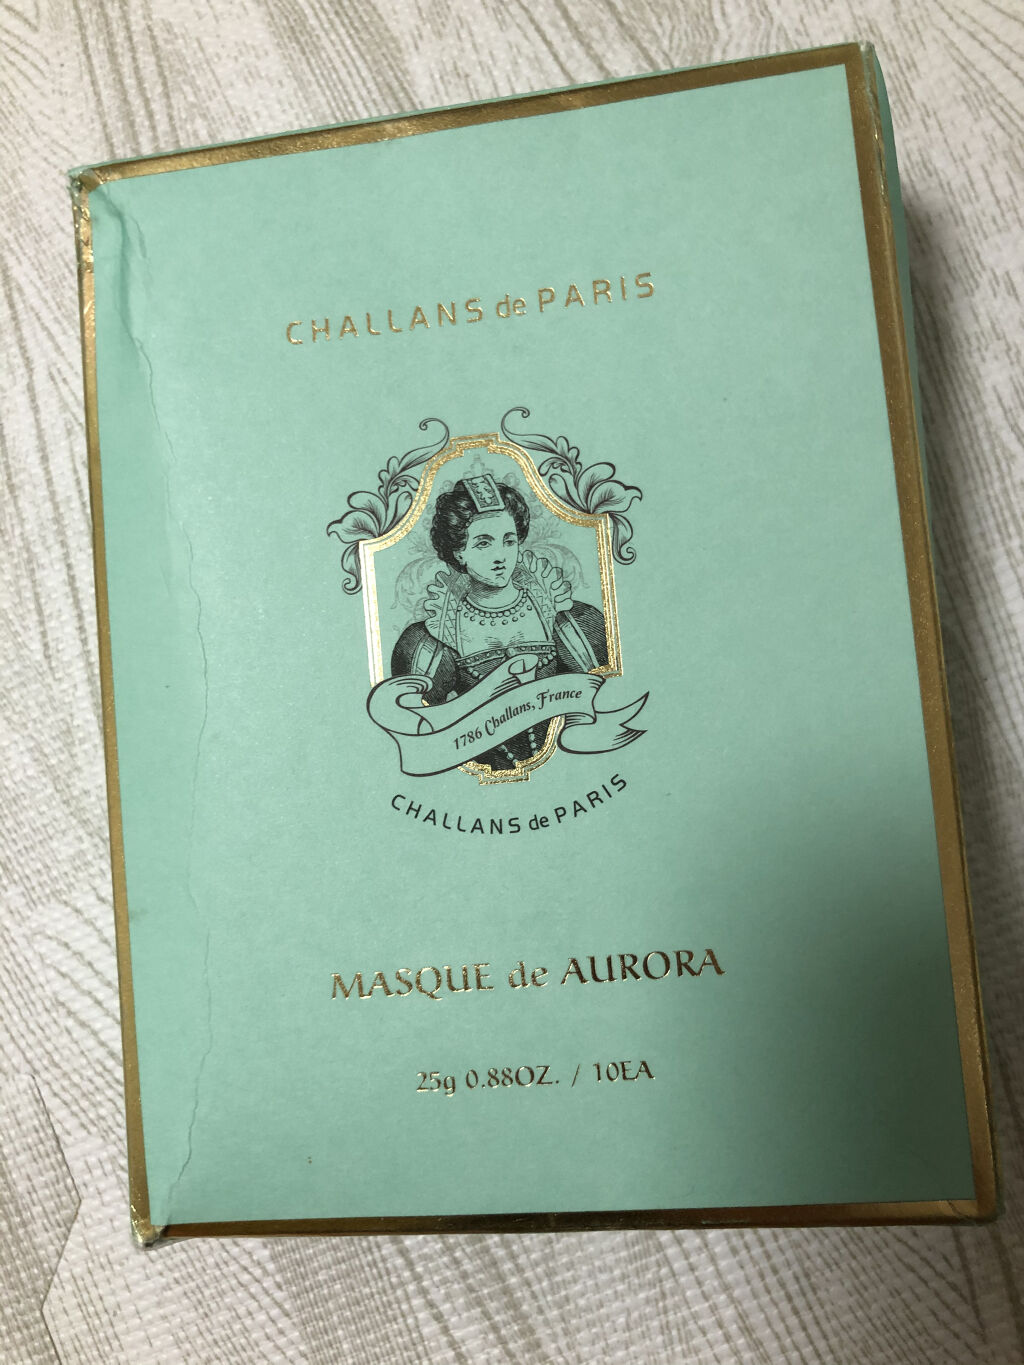 CHALLANS de PARIS
1786 Challans, France
CHALLANS de PARIS
MASQUE de AURORA
25g 0.88OZ. / 10EA